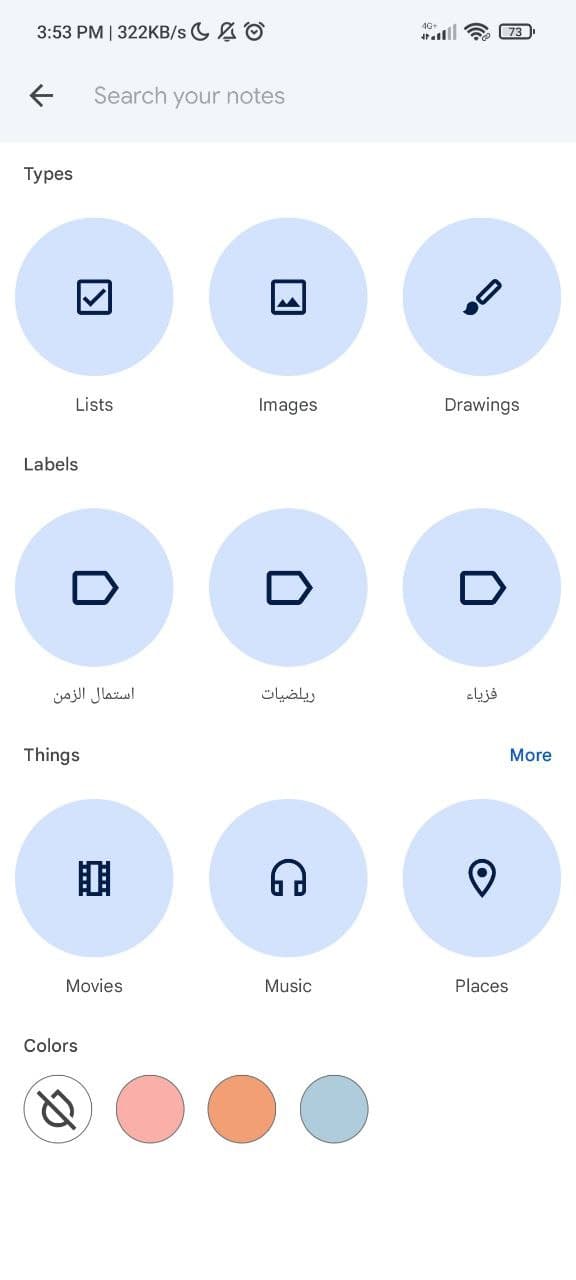 3:53 PM | 322KB/s 4G+ 73
Search your notes
Types
Lists Images Drawings
Labels
استمال الزمن ريلضيات فزياء
Things More
Movies Music Places
Colors